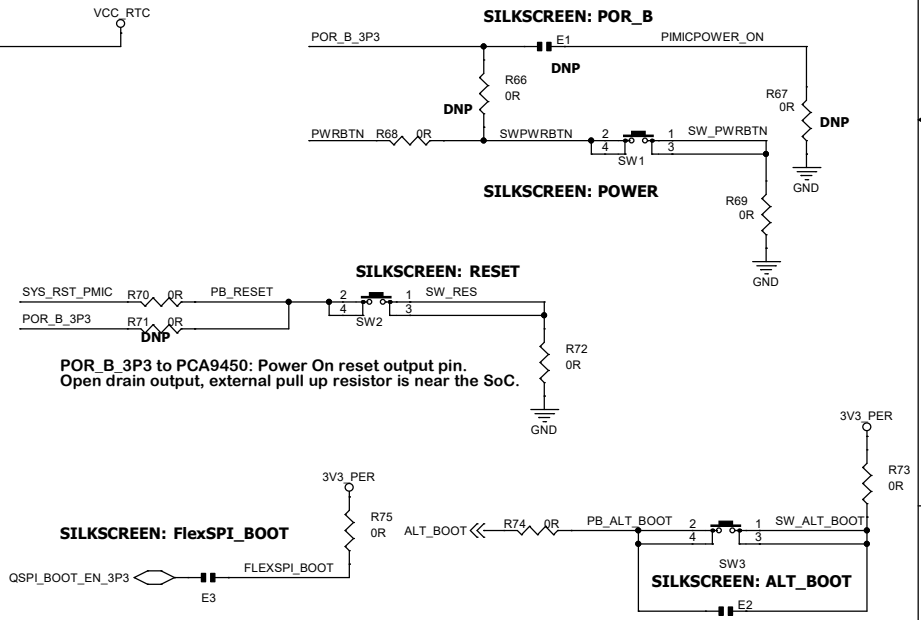 VCC_RTC
SILKSCREEN: POR_B
POR_B_3P3
E1
PIMICPOWER_ON
DNP
R66
0R
DNP
R67
0R
DNP
PWRBTN
R68
0R
SWPWRBTN
2
4
1
3
SW_PWRBTN
SW1
GND
SILKSCREEN: POWER
R69
0R
GND
SILKSCREEN: RESET
SYS_RST_PMIC
R70
0R
PB_RESET
2
4
1
3
SW_RES
SW2
POR_B_3P3
R71
0R
DNP
R72
0R
POR_B_3P3 to PCA9450: Power On reset output pin.
Open drain output, external pull up resistor is near the SoC.
GND
3V3_PER
R73
0R
3V3_PER
R75
0R
SILKSCREEN: FlexSPI_BOOT
ALT_BOOT
R74
0R
PB_ALT_BOOT
2
4
1
3
SW_ALT_BOOT
SW3
QSPI_BOOT_EN_3P3
FLEXSPI_BOOT
E3
SILKSCREEN: ALT_BOOT
E2